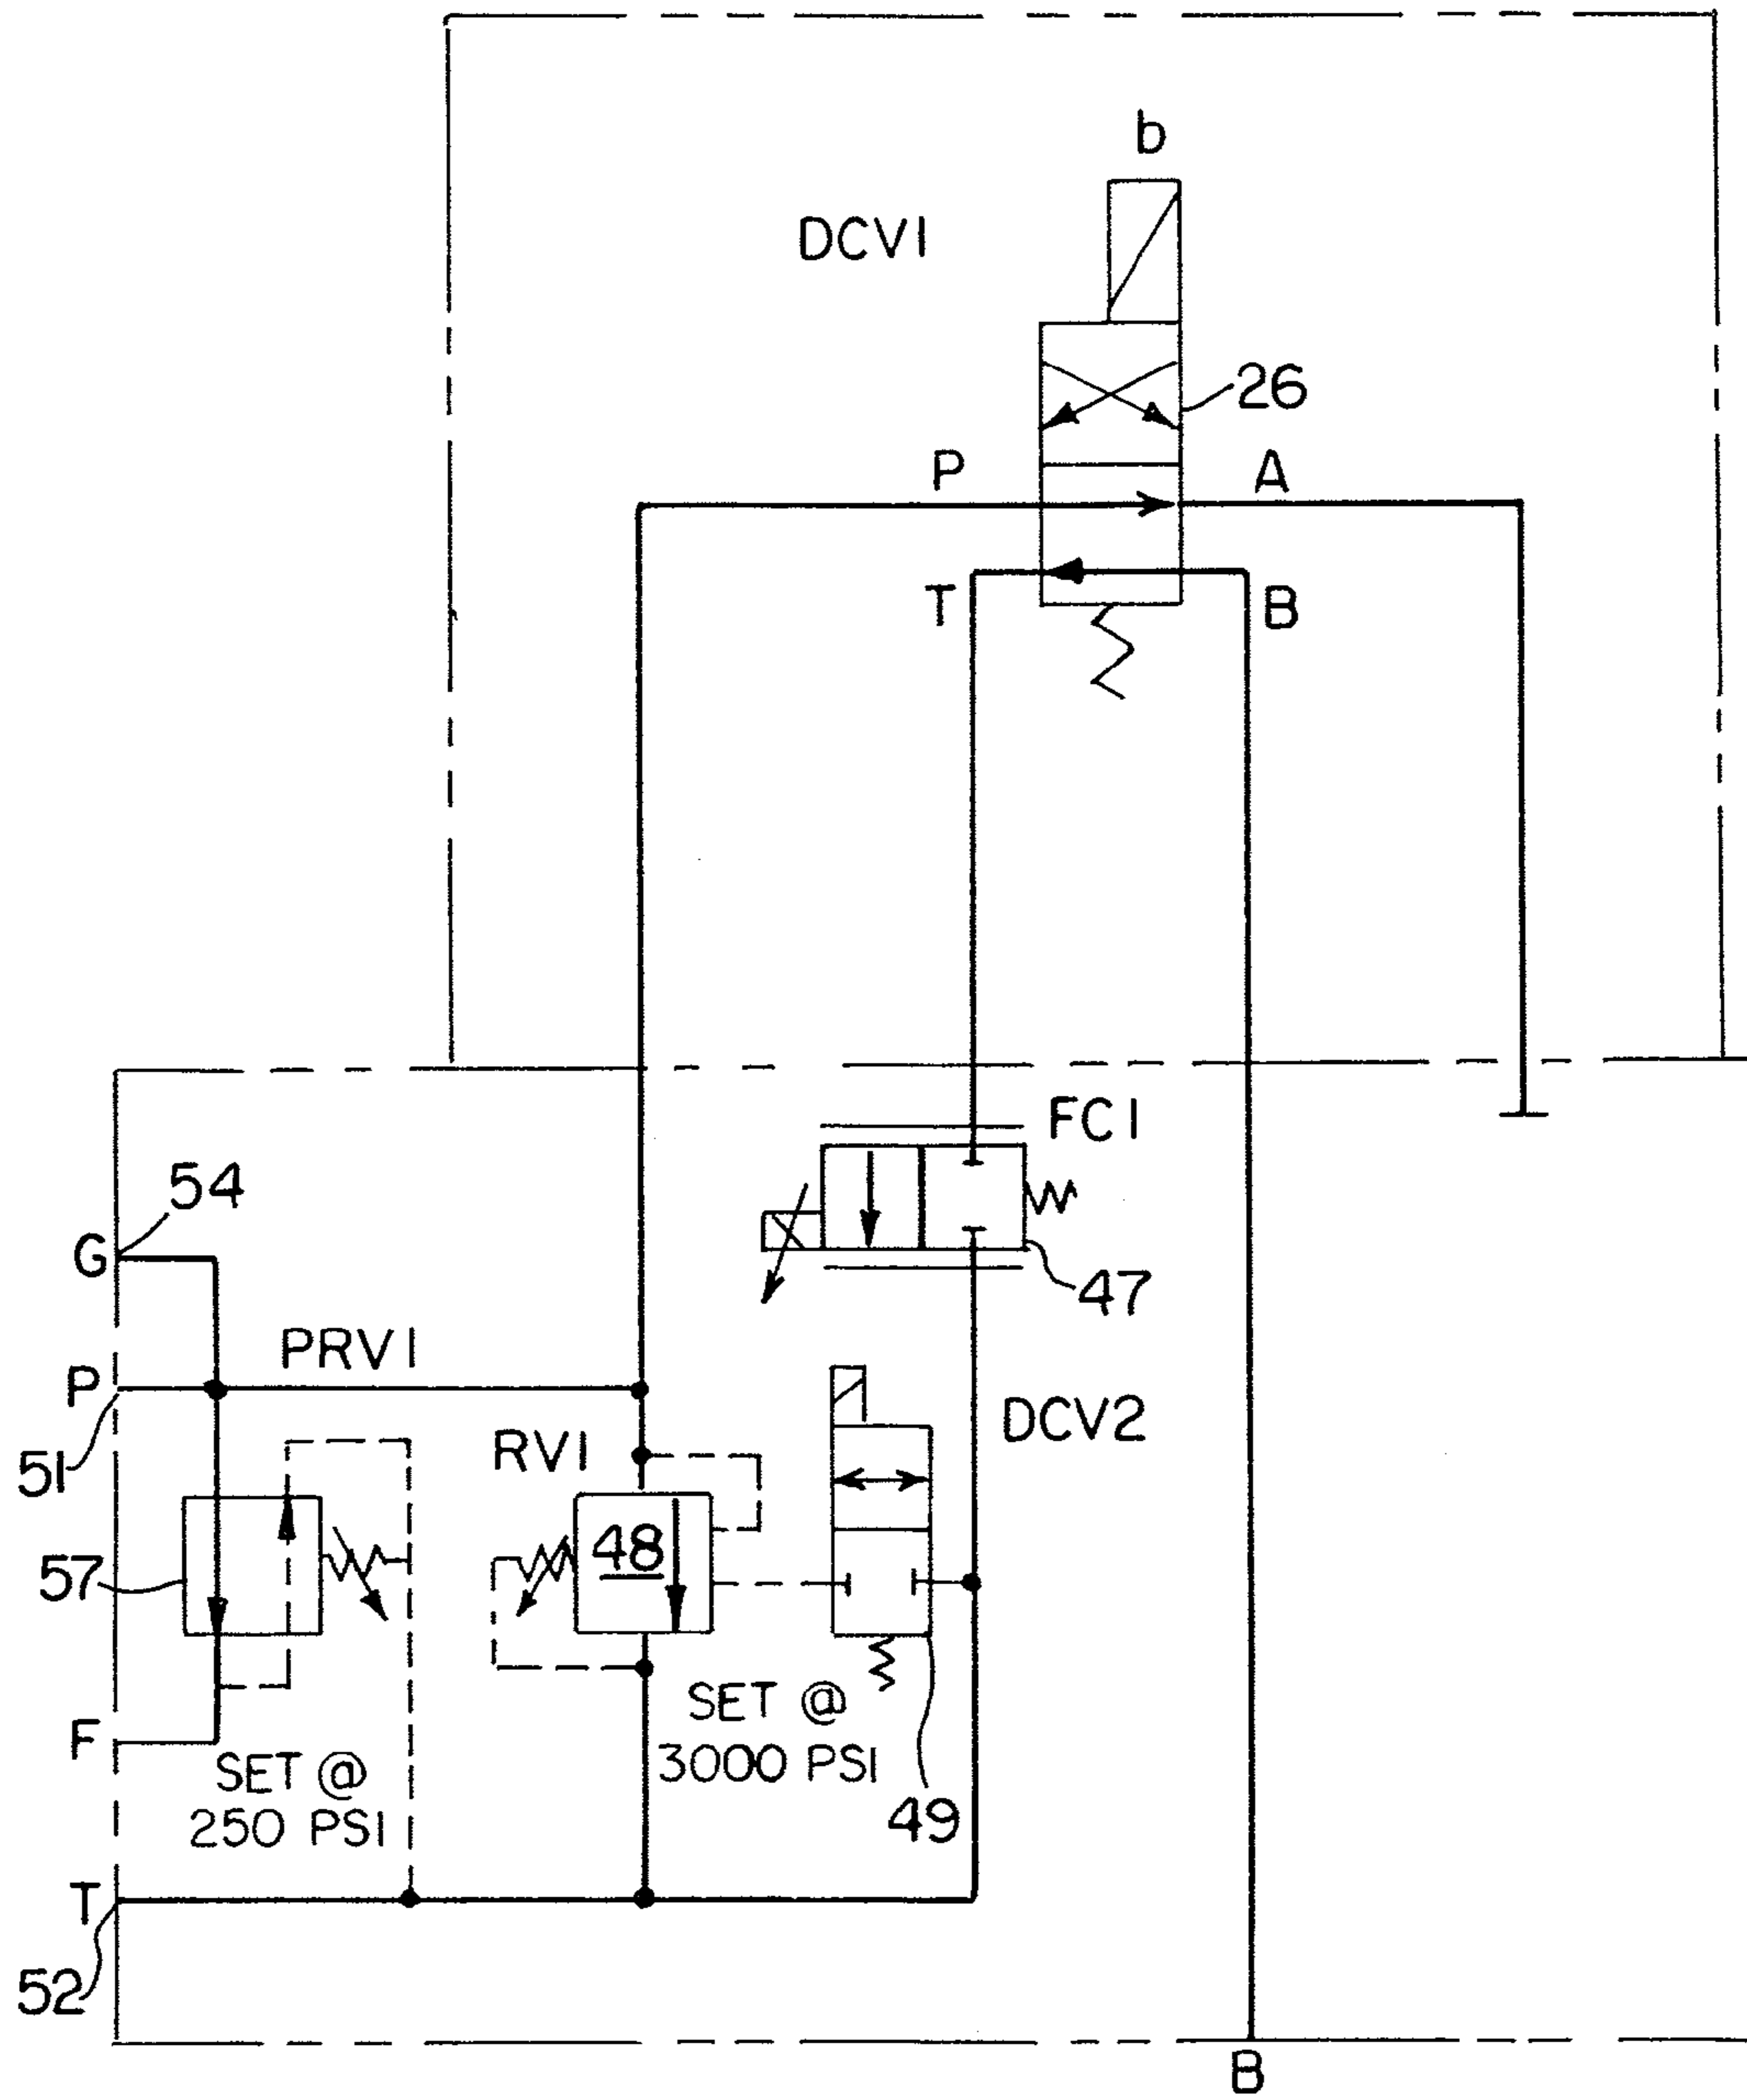 b
DCV1
26
P
A
T
B
FC1
54
G
47
PRV1
P
DCV2
RV1
51
48
57
SET @
3000 PSI
F
SET @
250 PSI
49
T
52
B